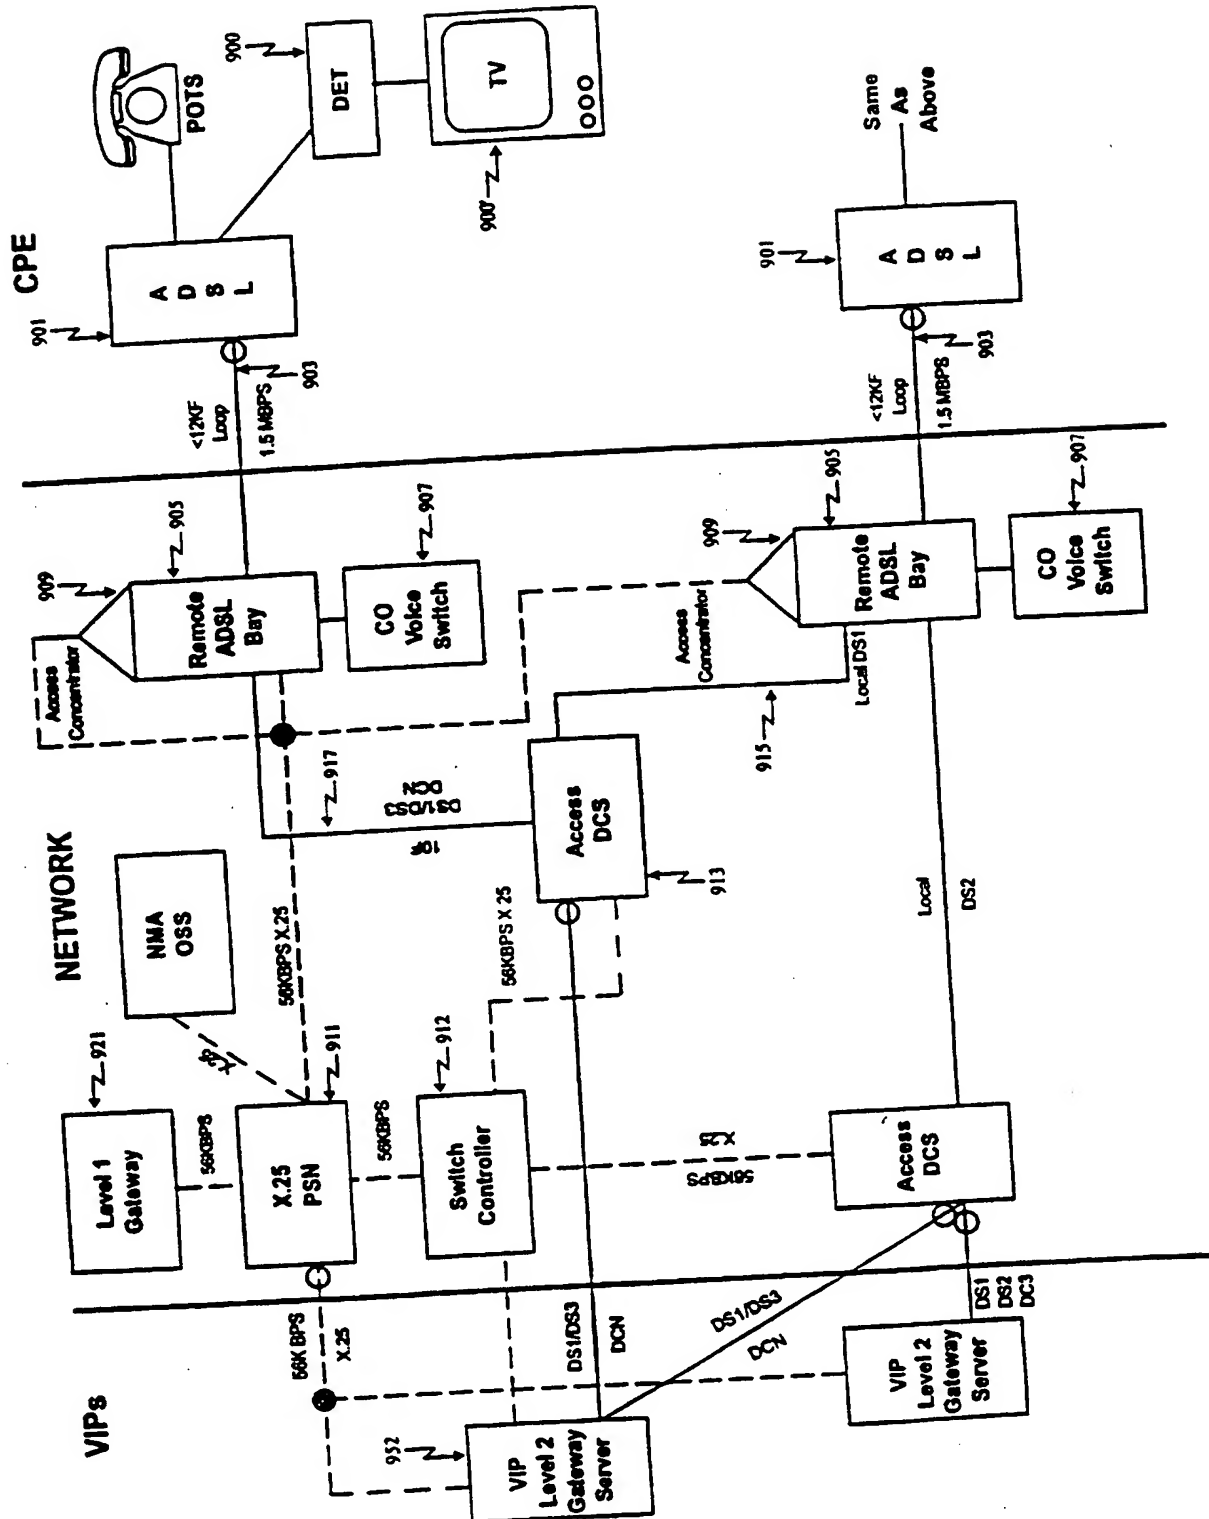 VIPs
NETWORK
CPE
Level 1
Gateway
921
56KBPS
NMA
OSS
X.25
X.25
PSN
911
56KBPS X.25
56K BPS
X.25
56KBPS
Switch
Controller
912
56KBPS X 25
56KBPS
X.25
952
VIP
Level 2
Gateway
Server
DS1/DS3
DCN
DS1/DS3
DCN
VIP
Level 2
Gateway
Server
DS1
DS2
DC3
Access
DCS
913
Access
DCS
Local
DS2
DS1/DS3
DCN
917
Access
Concentrator
909
Remote
ADSL
Bay
905
CO
Voice
Switch
907
<12KF
Loop
1.5 MBPS
903
901
A
D
S
L
POTS
DET
900
TV
900'
Access
Concentrator
909
Local DS1
915
Remote
ADSL
Bay
905
CO
Voice
Switch
907
<12KF
Loop
1.5 MBPS
903
901
A
D
S
L
Same
As
Above